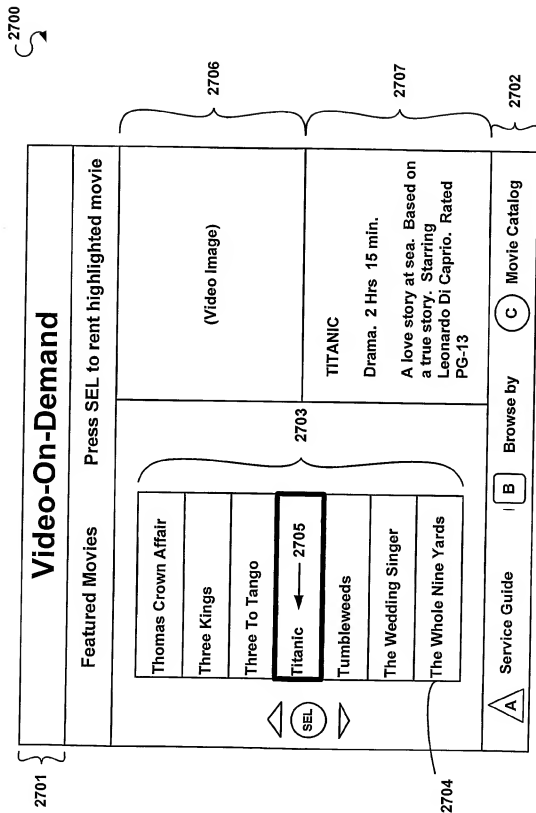 2700
2701
Video-On-Demand
Featured Movies Press SEL to rent highlighted movie
SEL
Thomas Crown Affair
Three Kings
Three To Tango
Titanic 2705
Tumbleweeds
The Wedding Singer
The Whole Nine Yards
2703
2704
(Video Image)
2706
TITANIC
Drama. 2 Hrs 15 min.
A love story at sea. Based on
a true story. Starring
Leonardo Di Caprio. Rated
PG-13
2707
A Service Guide B Browse by C Movie Catalog
2702